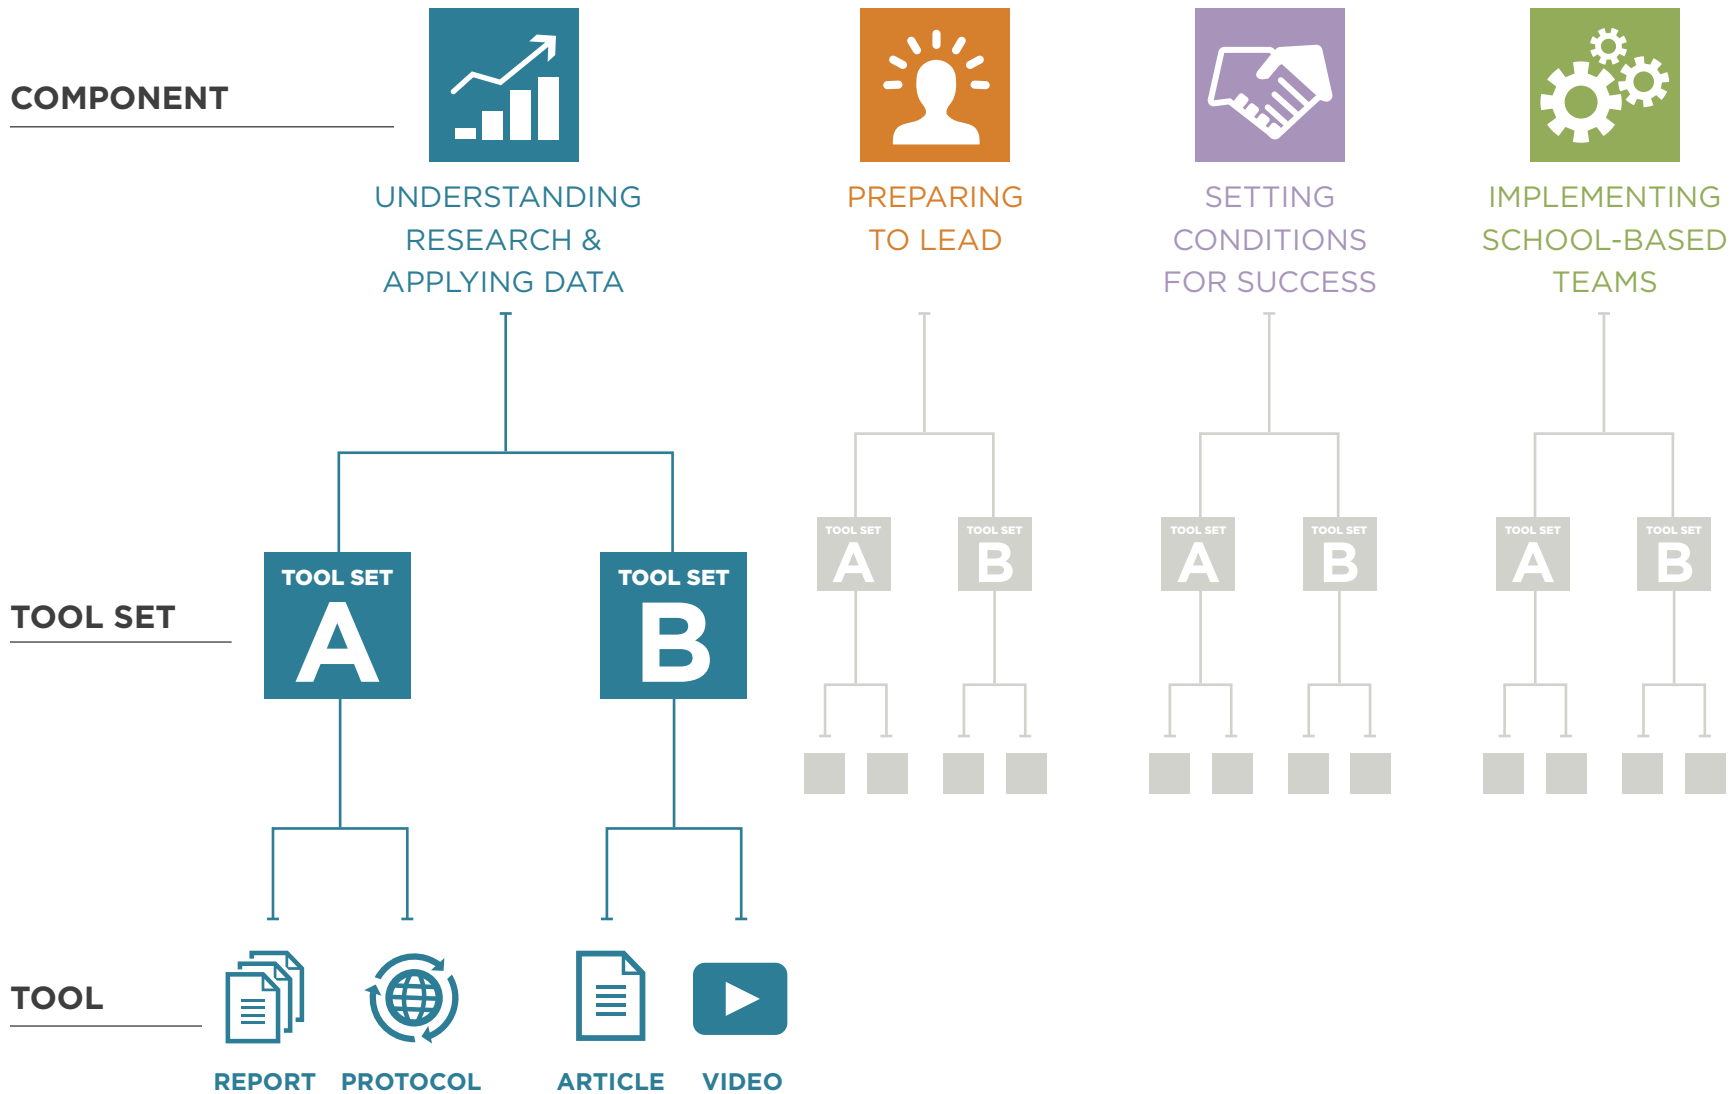 COMPONENT
UNDERSTANDING
RESEARCH &
APPLYING DATA
PREPARING
TO LEAD
SETTING
CONDITIONS
FOR SUCCESS
IMPLEMENTING
SCHOOL-BASED
TEAMS
TOOL SET
TOOL SET
A
TOOL SET
B
TOOL SET
A
TOOL SET
B
TOOL SET
A
TOOL SET
B
TOOL SET
A
TOOL SET
B
TOOL
REPORT
PROTOCOL
ARTICLE
VIDEO